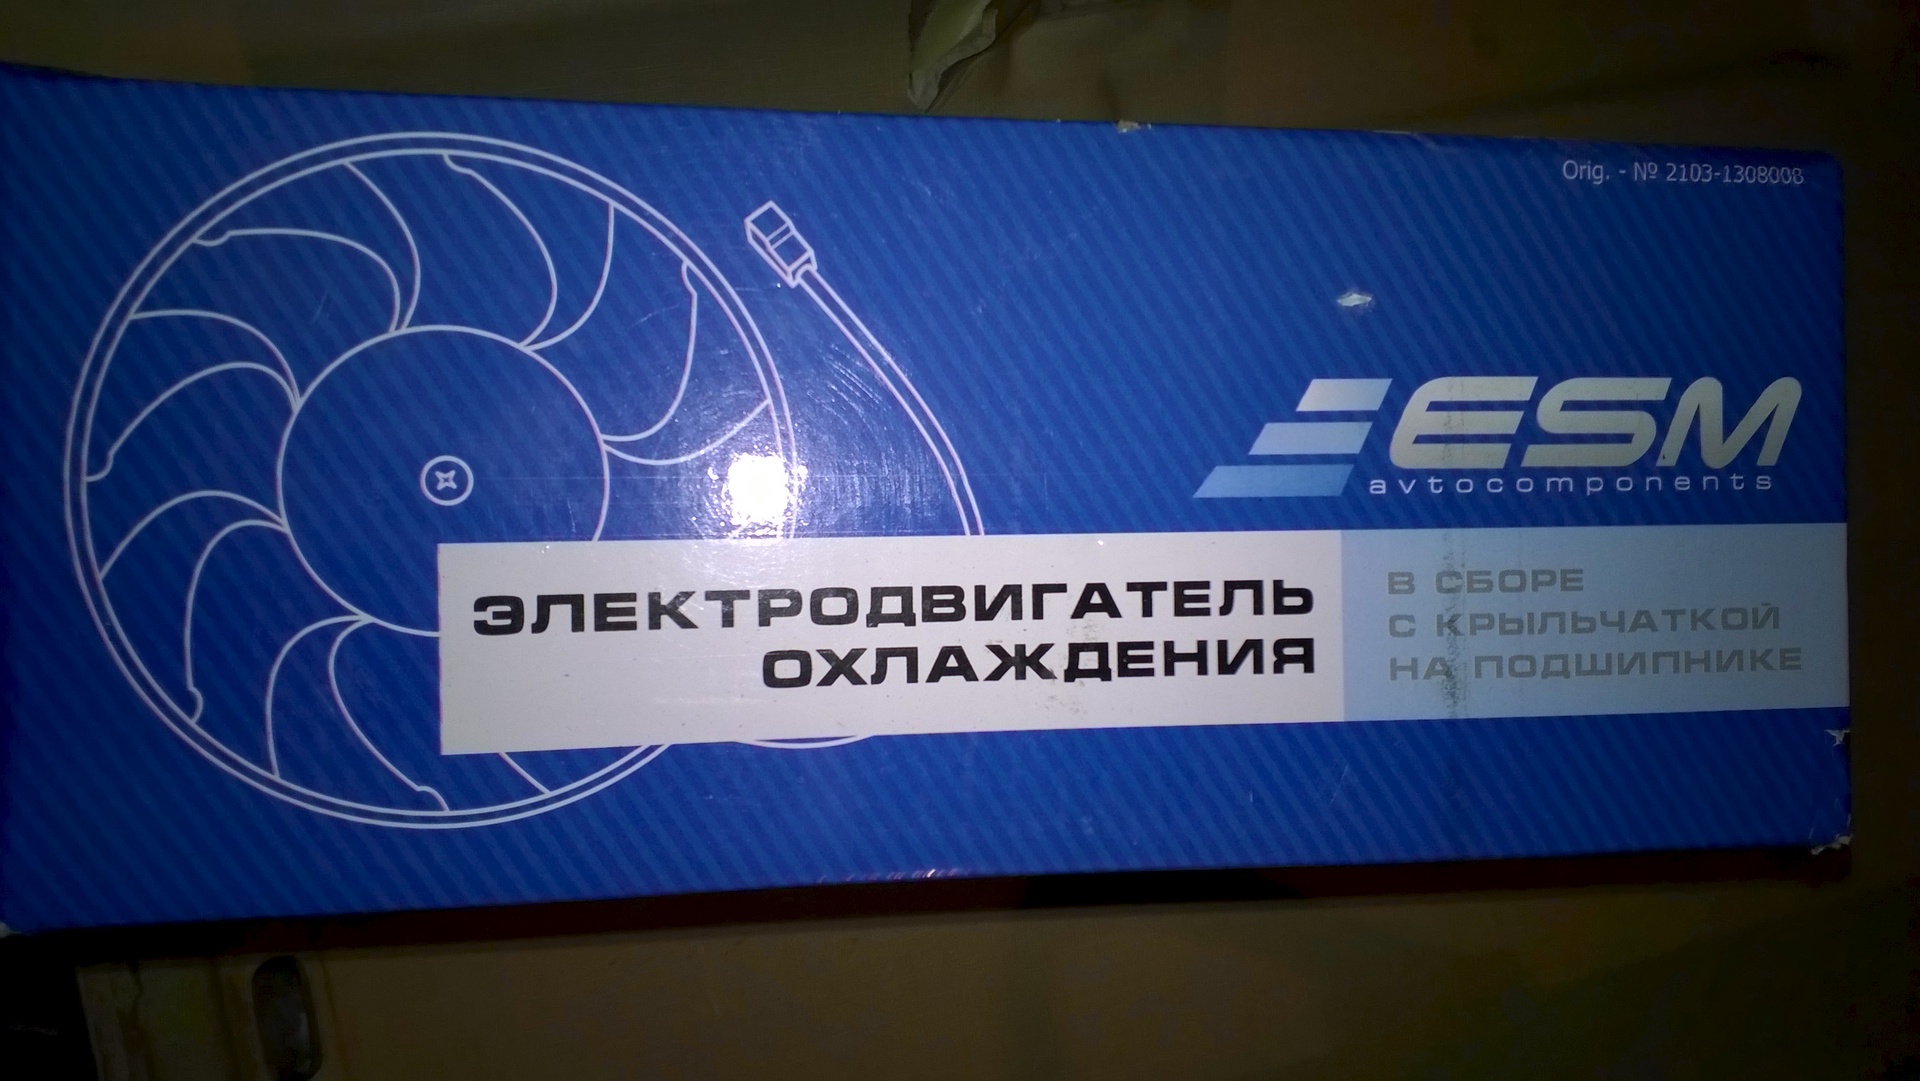 Orig. - № 2103-1308008
ESM
avtocomponents
ЭЛЕКТРОДВИГАТЕЛЬ
ОХЛАЖДЕНИЯ
В СБОРЕ
С КРЫЛЬЧАТКОЙ
НА ПОДШИПНИКЕ